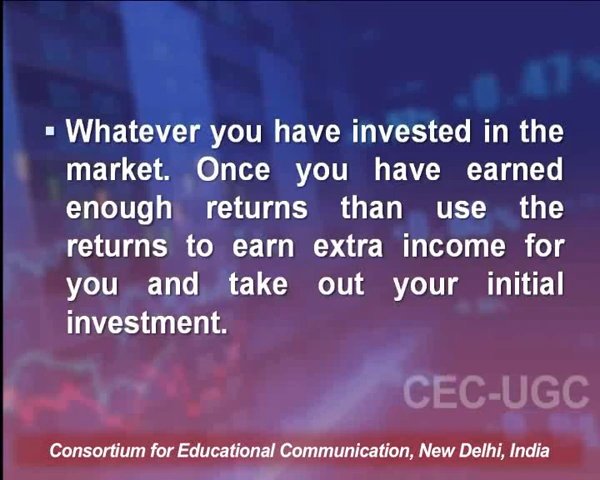 ▪ Whatever you have invested in the
market. Once you have earned
enough returns than use the
returns to earn extra income for
you and take out your initial
investment.
-0.47%
CEC-UGC
Consortium for Educational Communication, New Delhi, India